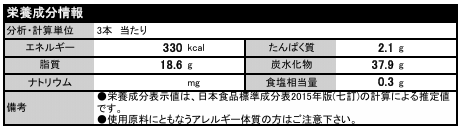 栄養成分情報
分析・計算単位 3本 当たり
エネルギー 330 kcal たんぱく質 2.1 g
脂質 18.6 g 炭水化物 37.9 g
ナトリウム mg 食塩相当量 0.3 g
備考 ●栄養成分表示値は、日本食品標準成分表2015年版(七訂)の計算による推定値
です。
●使用原料にともなうアレルギー体質の方はご注意下さい。